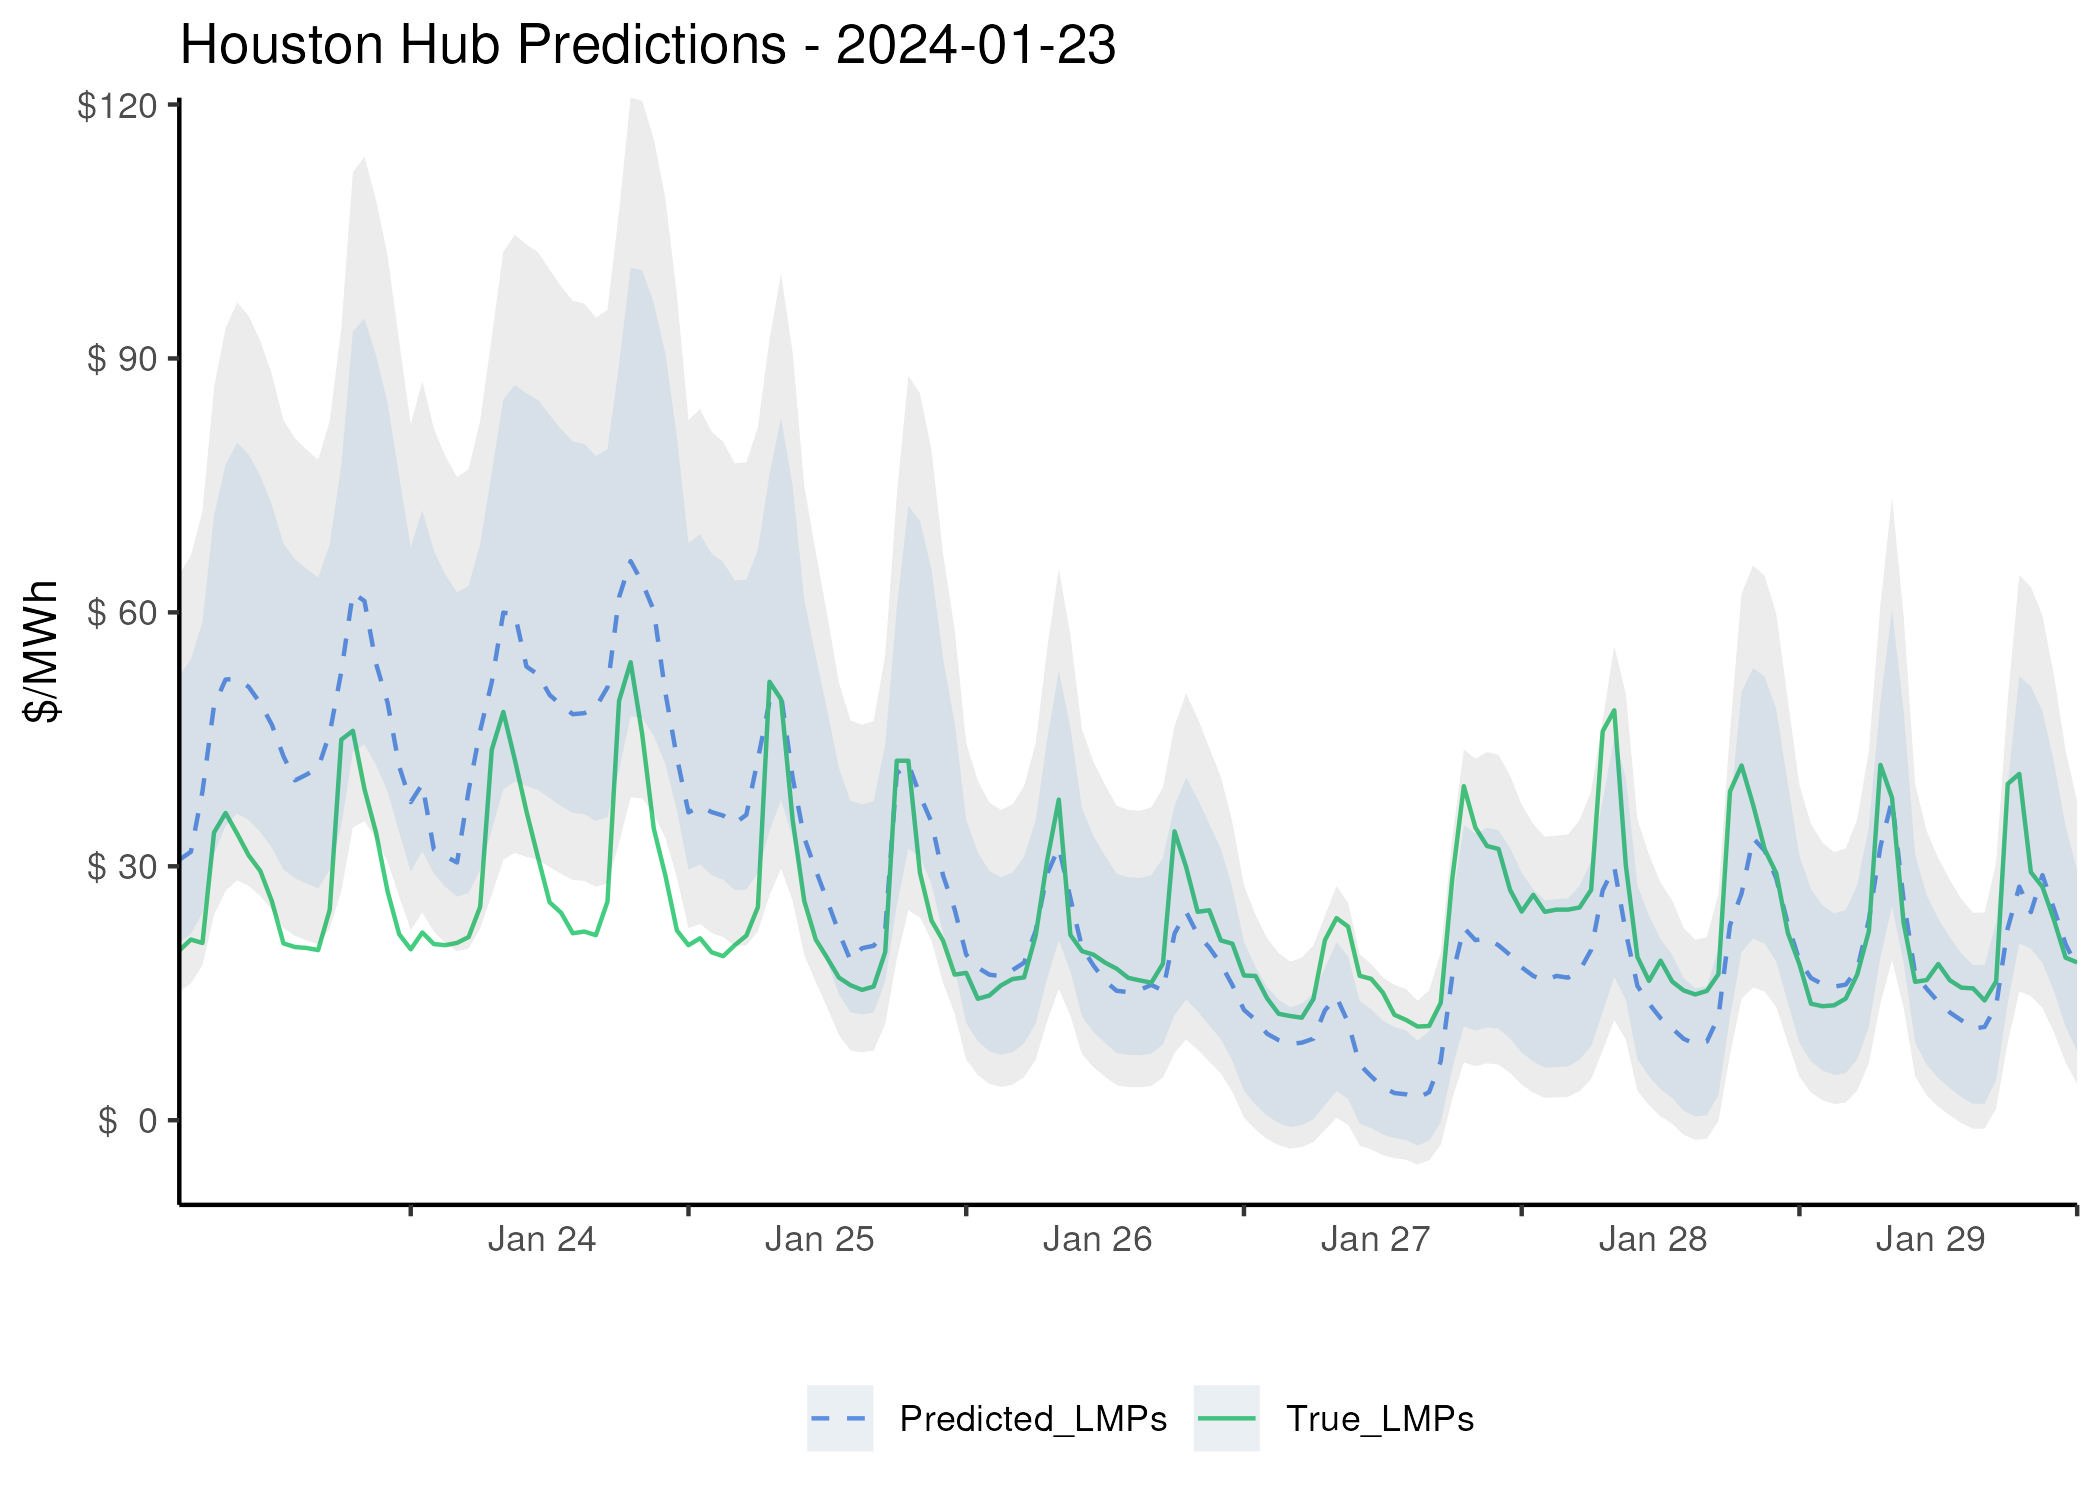 Houston Hub Predictions - 2024-01-23
$120
$ 90
$ 60
$ 30
$ 0
$/MWh
Jan 24 Jan 25 Jan 26 Jan 27 Jan 28 Jan 29
Predicted_LMPs True_LMPs